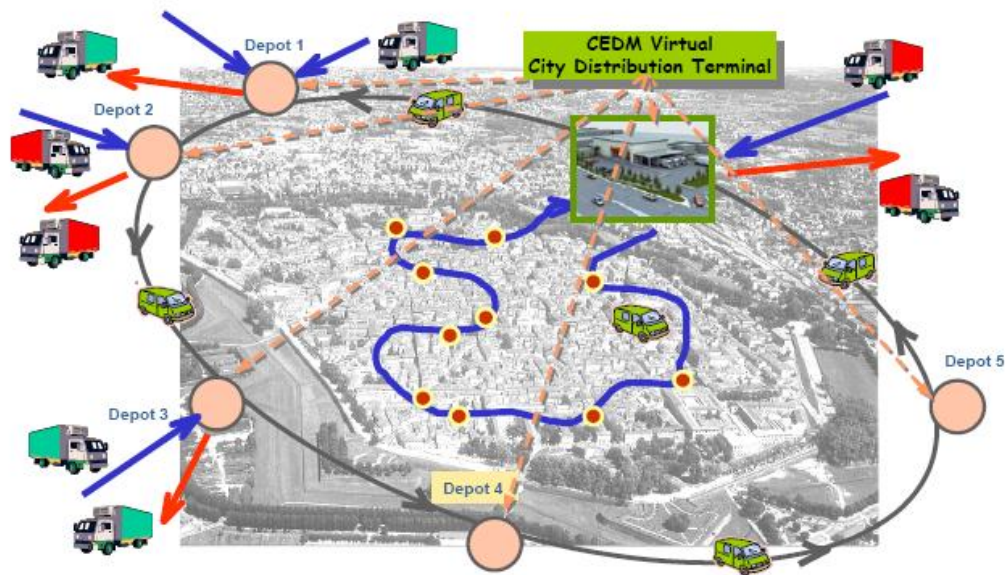 Depot 1
CEDM Virtual
City Distribution Terminal
Depot 2
Depot 5
Depot 3
Depot 4